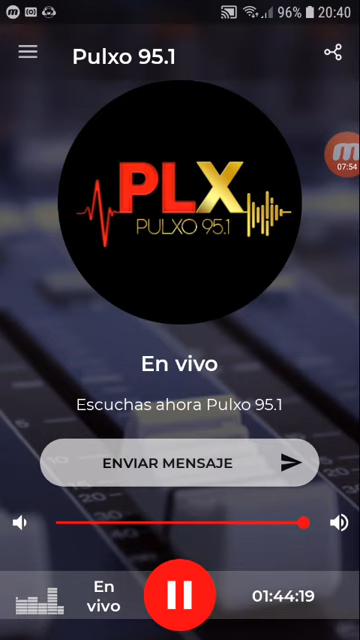 96% 20:40
Pulxo 95.1
07:54
PLX
PULXO 95.1
En vivo
Escuchas ahora Pulxo 95.1
ENVIAR MENSAJE
En
vivo
01:44:19